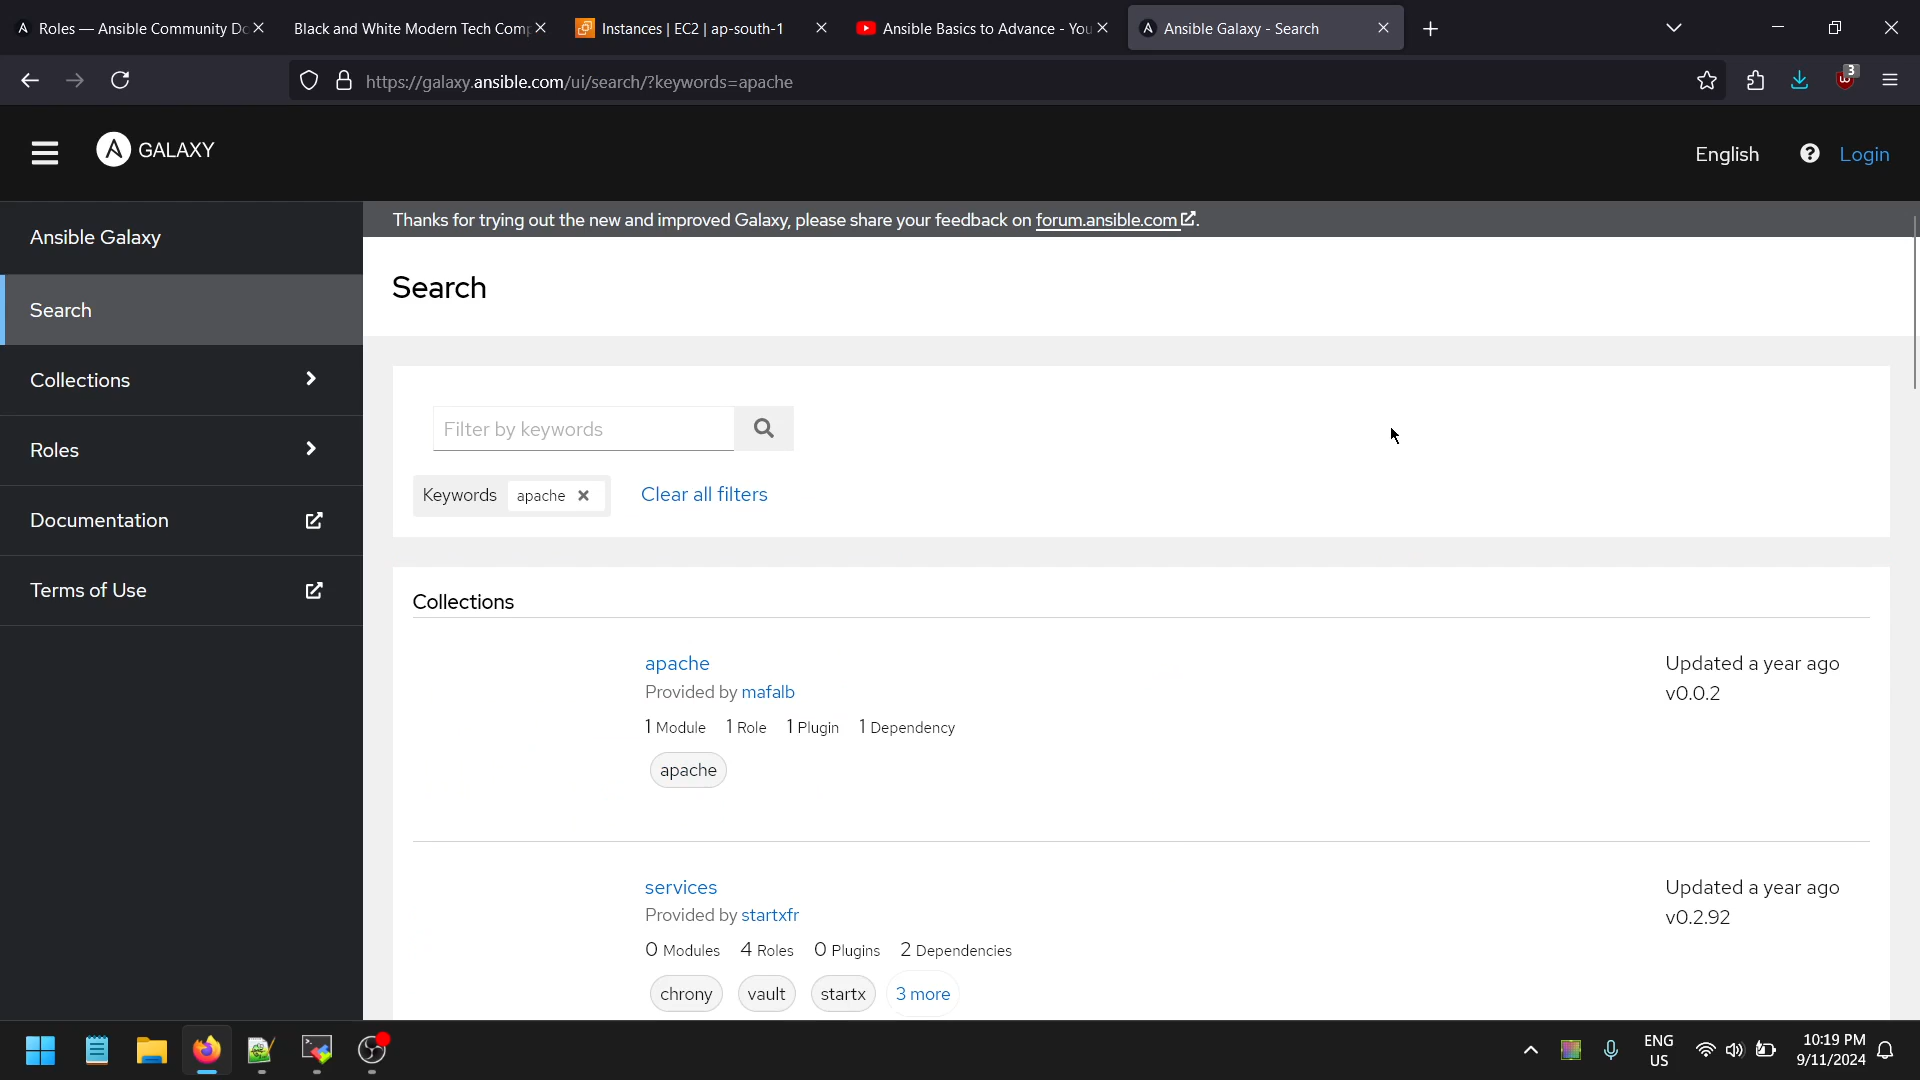 Roles — Ansible Community Do
Black and White Modern Tech Comp
Instances | EC2 | ap-south-1
Ansible Basics to Advance - You
Ansible Galaxy - Search
https://galaxy.ansible.com/ui/search/?keywords=apache
3
GALAXY
English
Login
Ansible Galaxy
Search
Collections
Roles
Documentation
Terms of Use
Thanks for trying out the new and improved Galaxy, please share your feedback on forum.ansible.com.
Search
Filter by keywords
Keywords apache
Clear all filters
Collections
apache
Provided by mafalb
1 Module 1 Role 1 Plugin 1 Dependency
apache
Updated a year ago
v0.0.2
services
Provided by startxfr
0 Modules 4 Roles 0 Plugins 2 Dependencies
chrony vault startx 3 more
Updated a year ago
v0.2.92
ENG
US
10:19 PM
9/11/2024